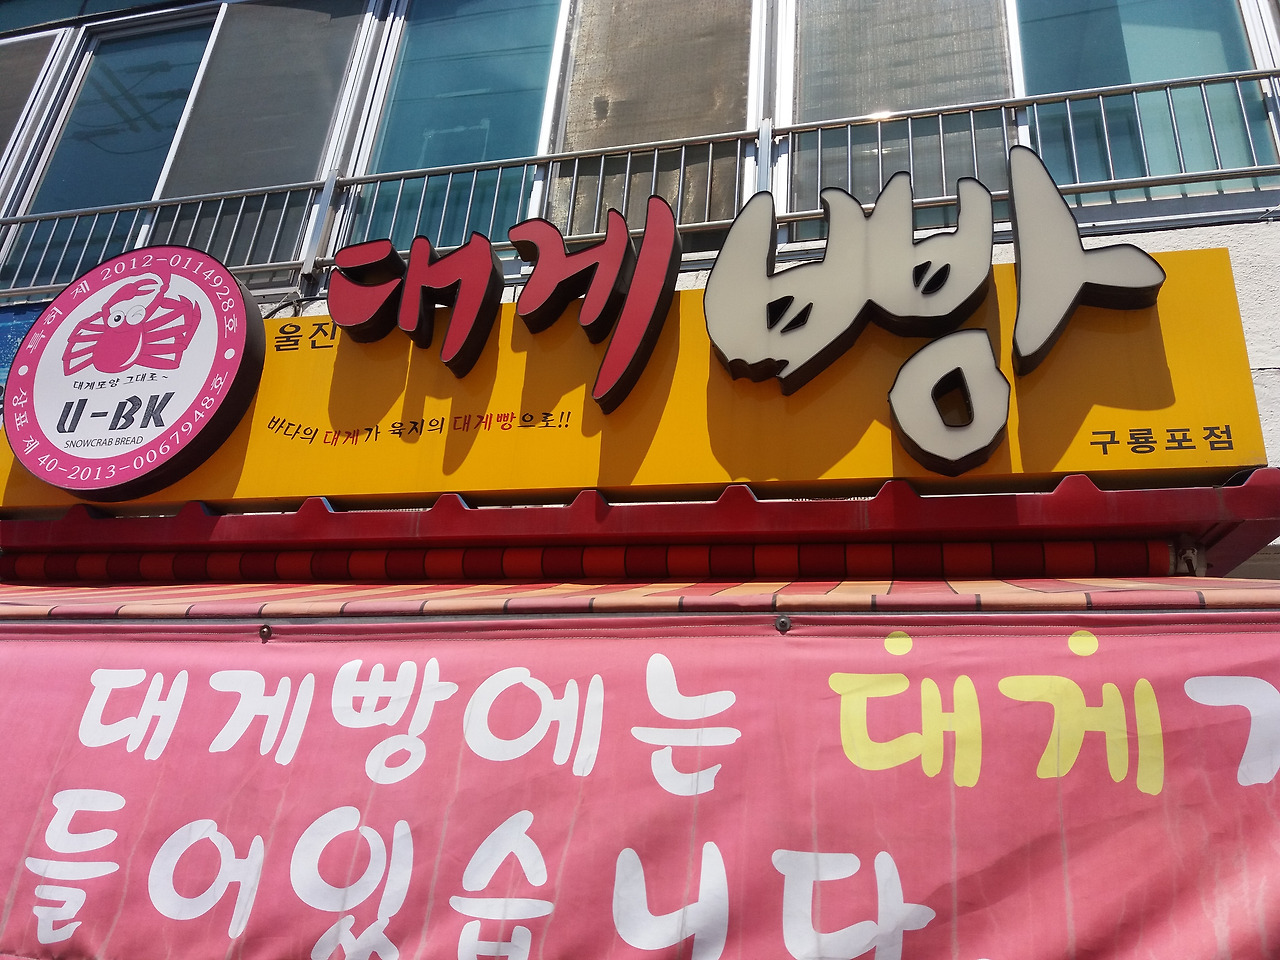 특허 제 2012-0114928호
대게모양 그대로~
U-BK
SNOWCRAB BREAD
상표 제 40-2013-0067948호
울진 대게빵
바다의 대게가 육지의 대게빵으로!!
구룡포점
대게빵에는 대게가
들어있습니다